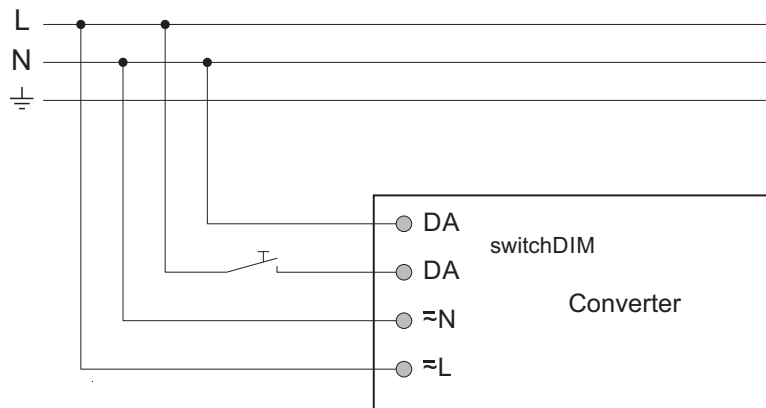 L
N
DA
switchDIM
DA
Converter
≂N
≂L